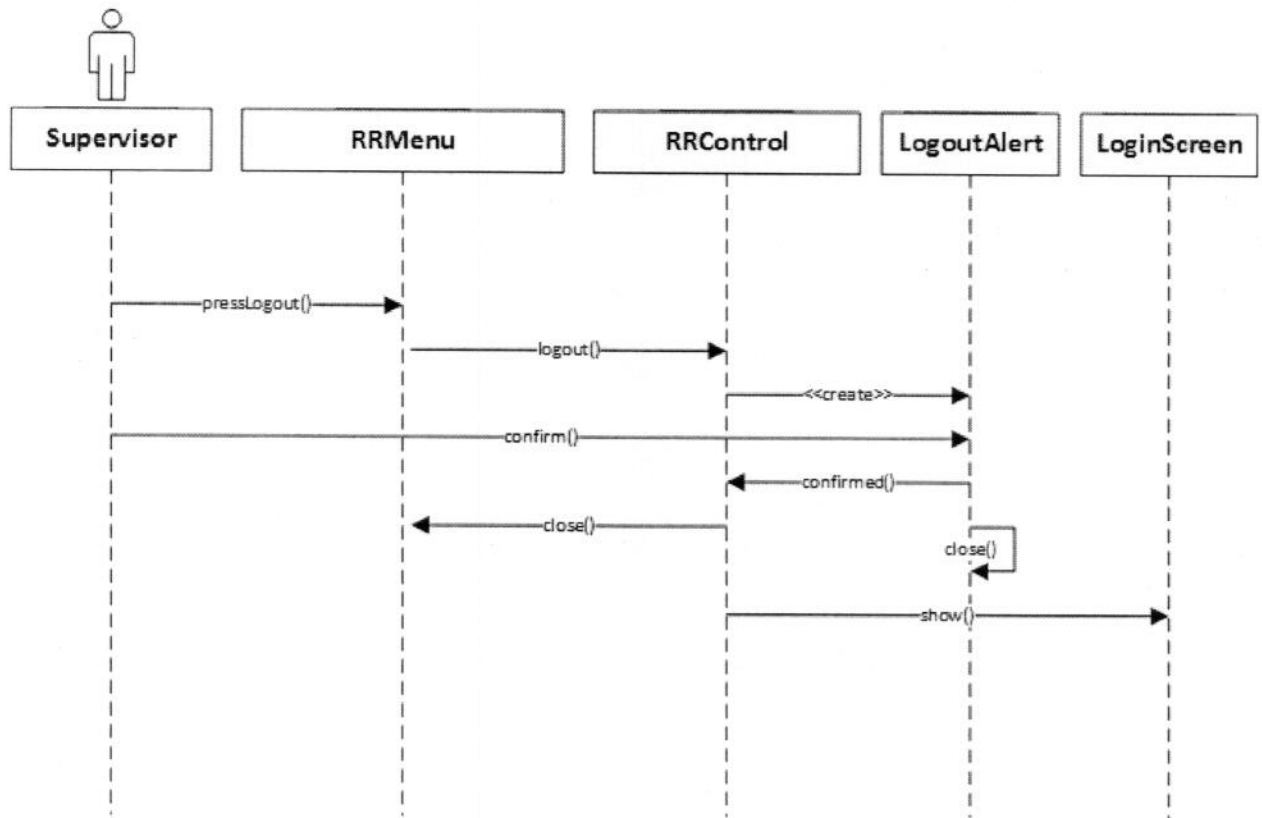 Supervisor
RRMenu
RRControl
LogoutAlert
LoginScreen
pressLogout()
logout()
<<create>>
confirm()
confirmed()
close()
close()
show()